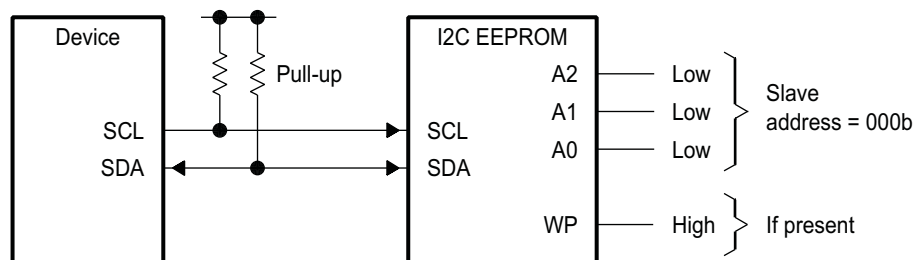 Device
I2C EEPROM
Pull-up
A2
Low
A1
Low
Slave
address = 000b
SCL
SCL
A0
Low
SDA
SDA
WP
High
If present